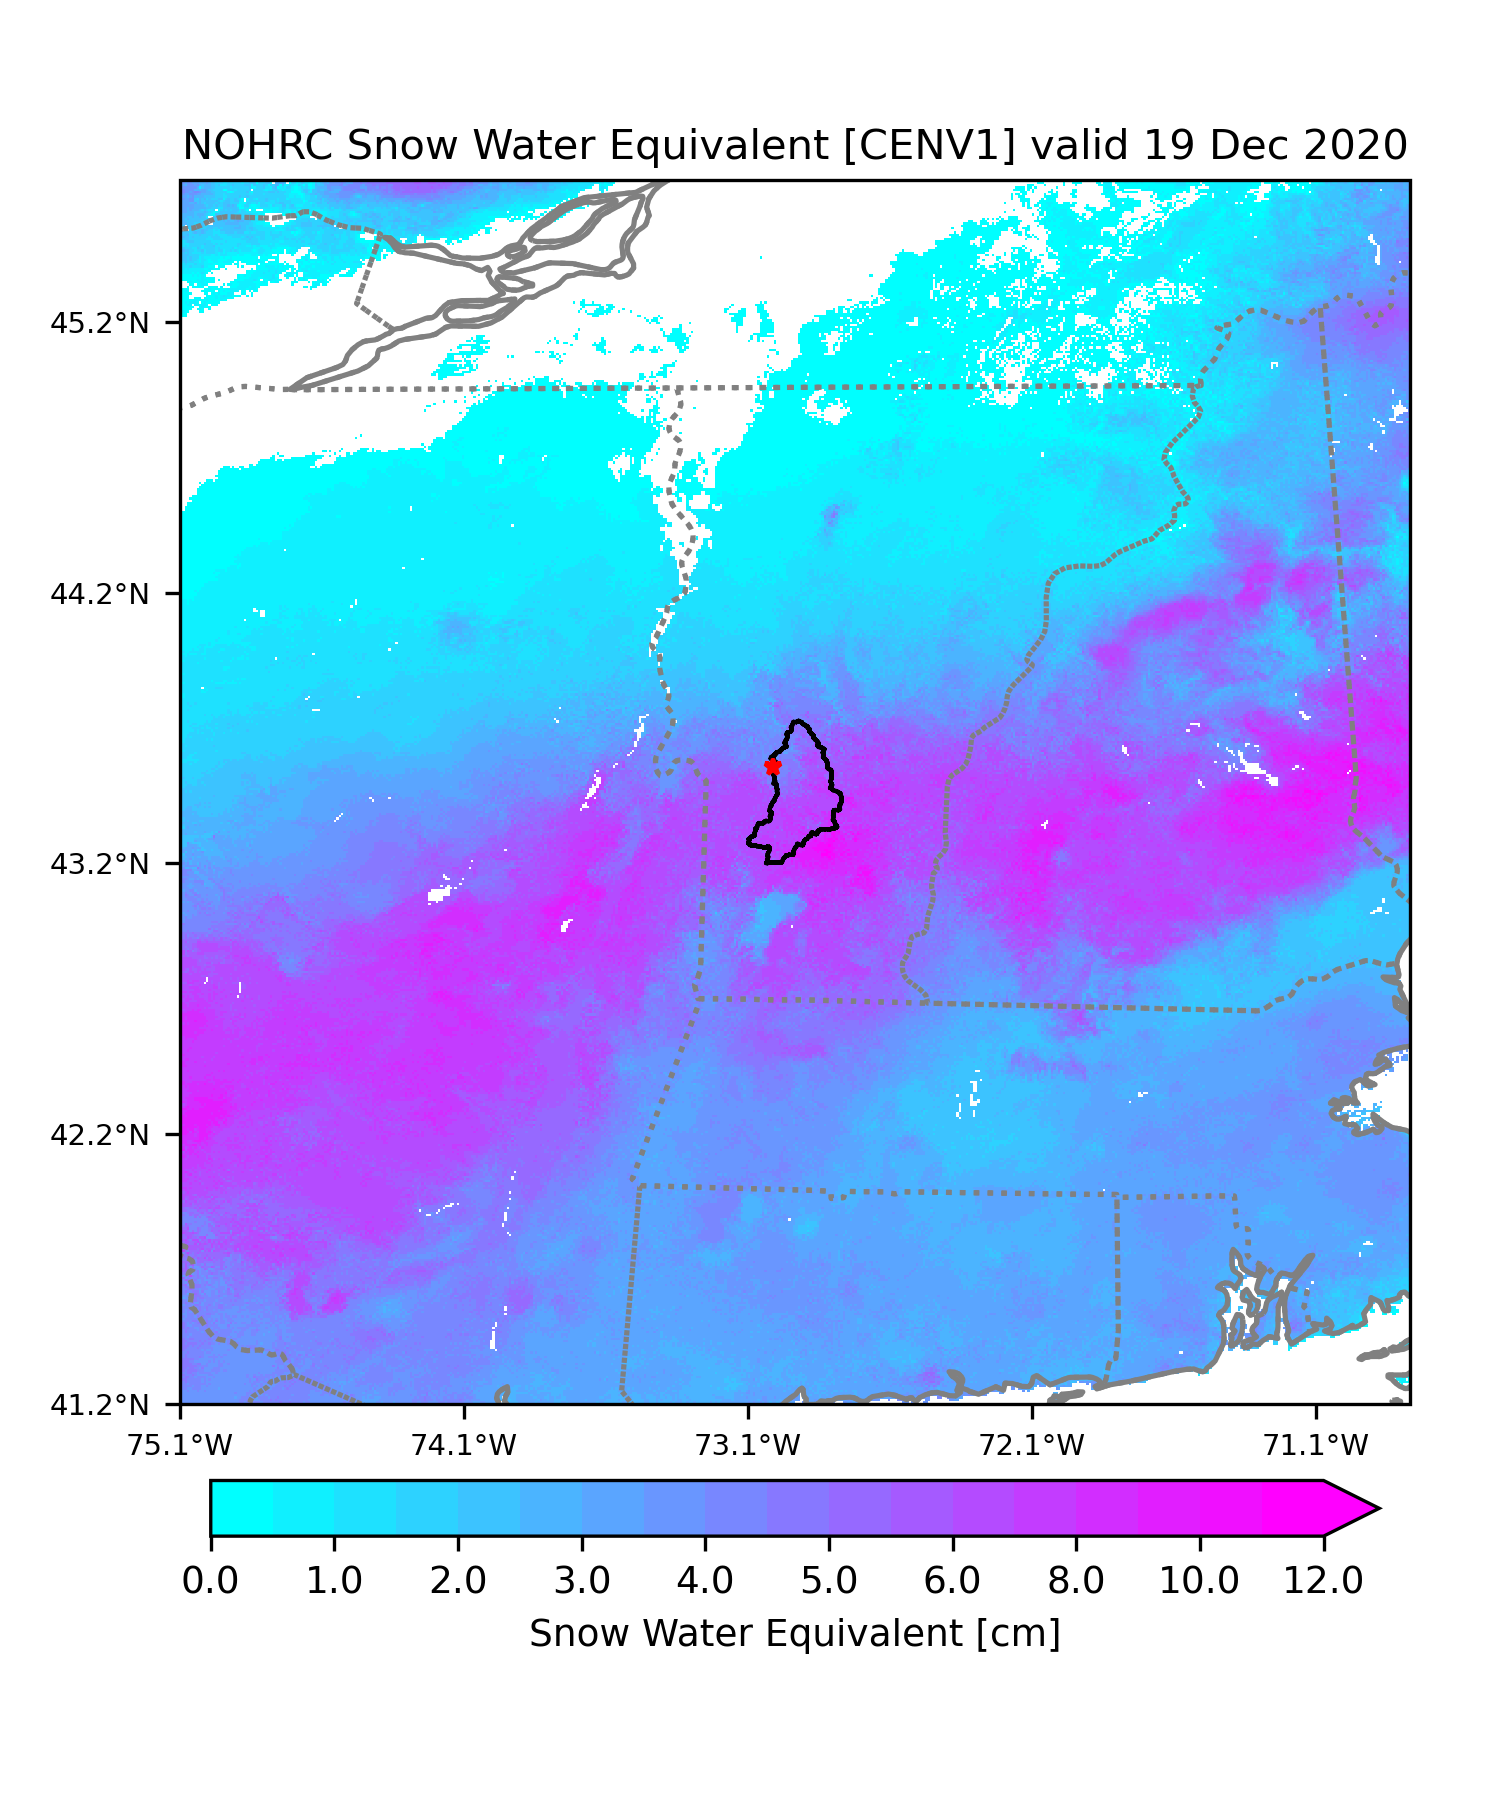 NOHRC Snow Water Equivalent [CENV1] valid 19 Dec 2020
45.2°N
44.2°N
43.2°N
42.2°N
41.2°N
75.1°W 74.1°W 73.1°W 72.1°W 71.1°W
0.0 1.0 2.0 3.0 4.0 5.0 6.0 8.0 10.0 12.0
Snow Water Equivalent [cm]